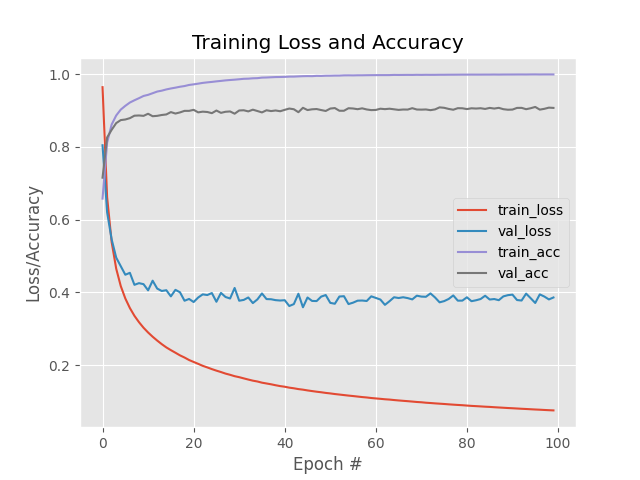 Training Loss and Accuracy
Loss/Accuracy
1.0
0.8
0.6
0.4
0.2
train_loss
val_loss
train_acc
val_acc
0 20 40 60 80 100
Epoch #